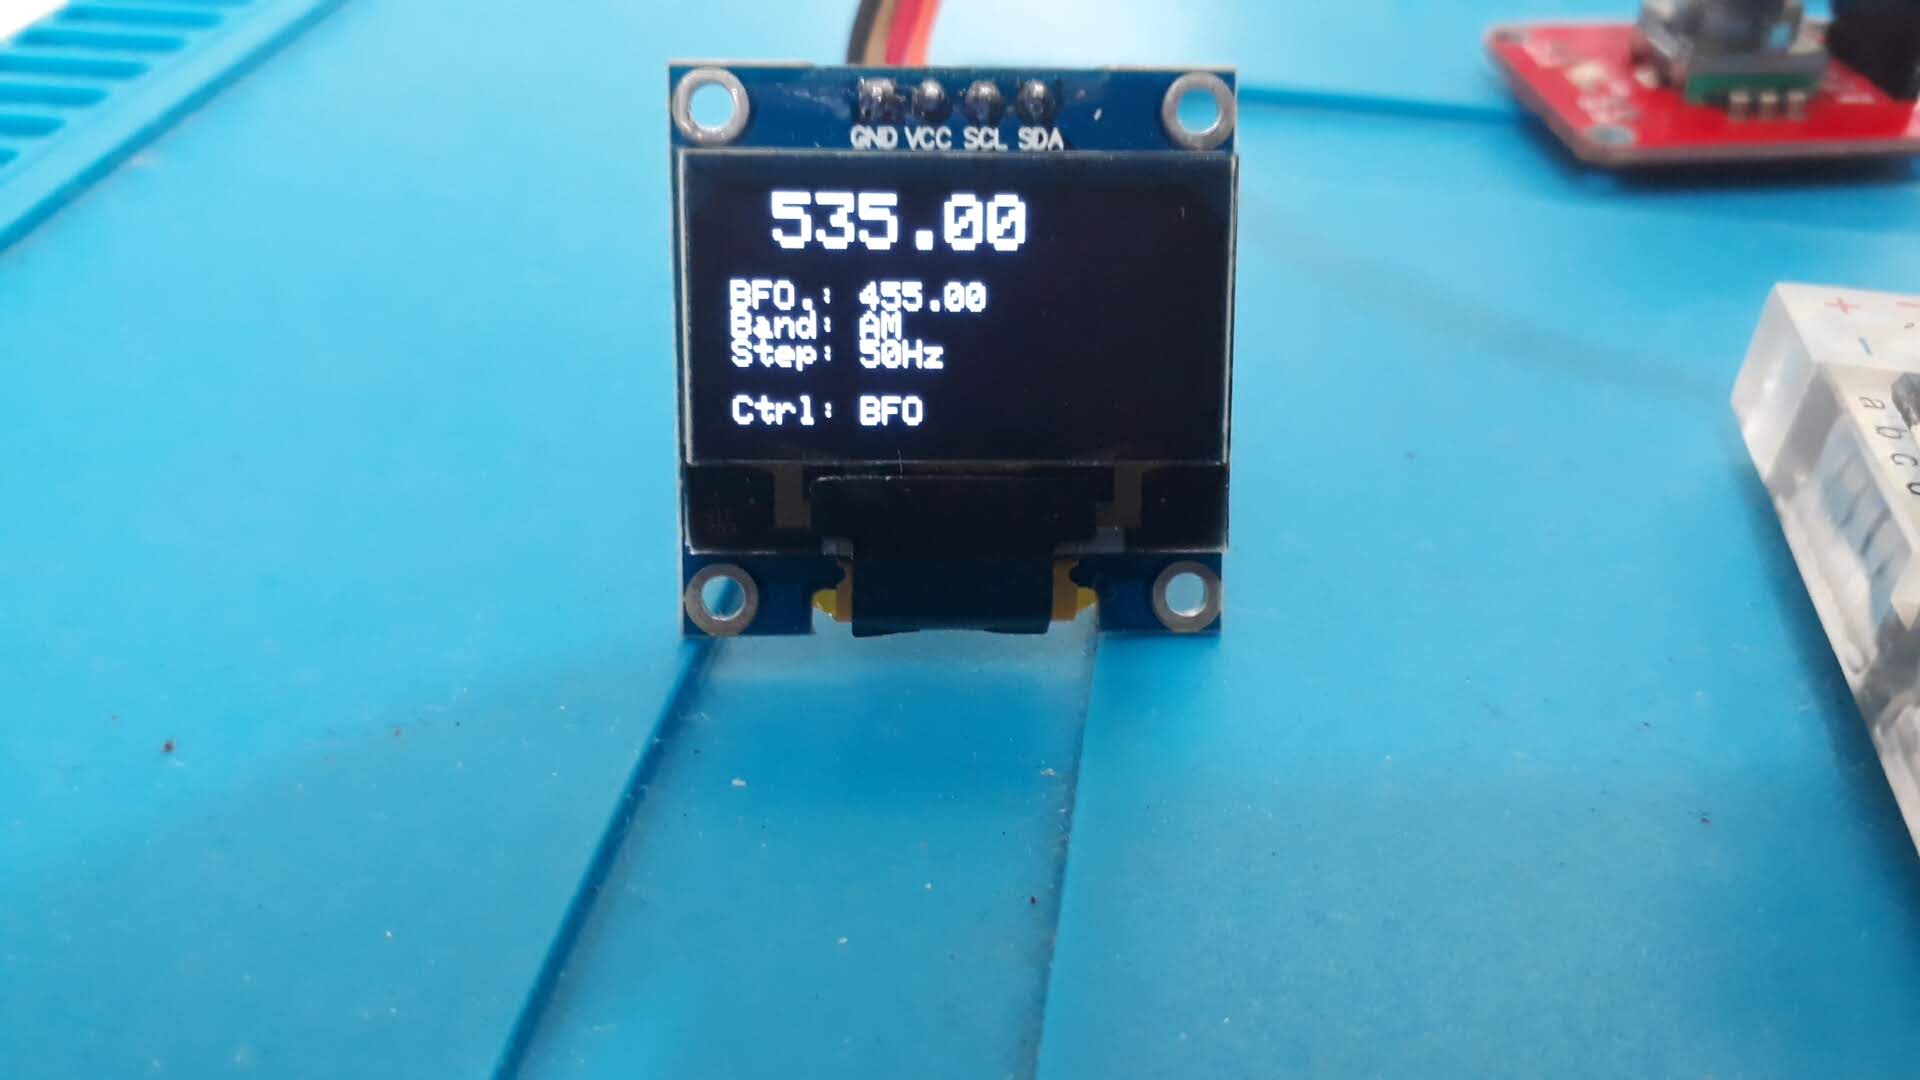 GND VCC SCL SDA
535.00
BFO.: 455.00
Band: AM
Step: 50Hz
Ctrl: BFO
+ -
a
b
c